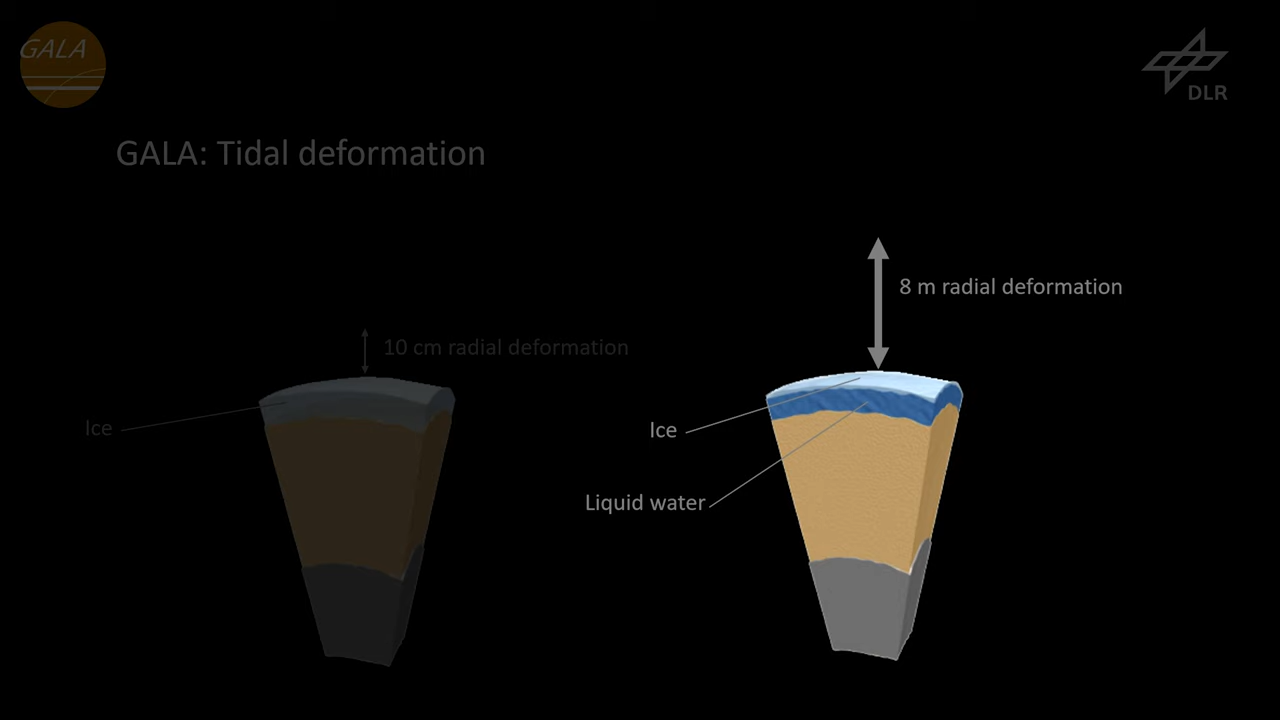 GALA
DLR
GALA: Tidal deformation
8 m radial deformation
10 cm radial deformation
Ice
Ice
Liquid water